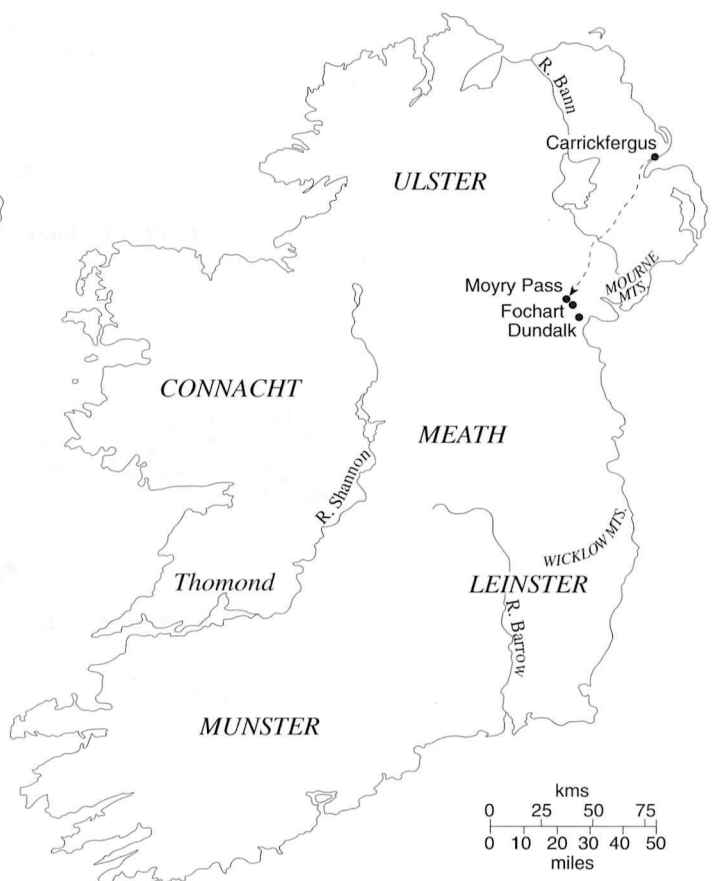 R. Bann
Carrickfergus
ULSTER
MOURNE
MTS.
Moyry Pass
Fochart
Dundalk
CONNACHT
MEATH
R. Shannon
WICKLOW MTS.
Thomond
LEINSTER
R. Barrow
MUNSTER
kms
0 25 50 75
0 10 20 30 40 50
miles